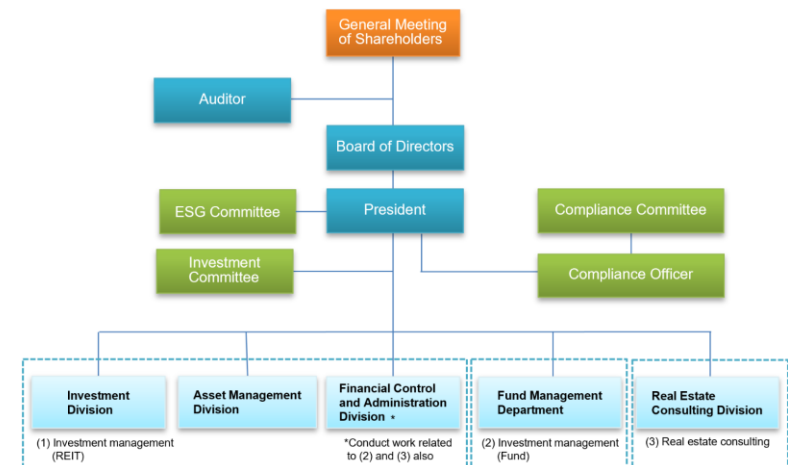 General Meeting
of Shareholders
Auditor
Board of Directors
ESG Committee
President
Compliance Committee
Investment
Committee
Compliance Officer
Investment
Division
Asset Management
Division
Financial Control
and Administration
Division *
Fund Management
Department
Real Estate
Consulting Division
(1) Investment management
(REIT)
*Conduct work related
to (2) and (3) also
(2) Investment management
(Fund)
(3) Real estate consulting